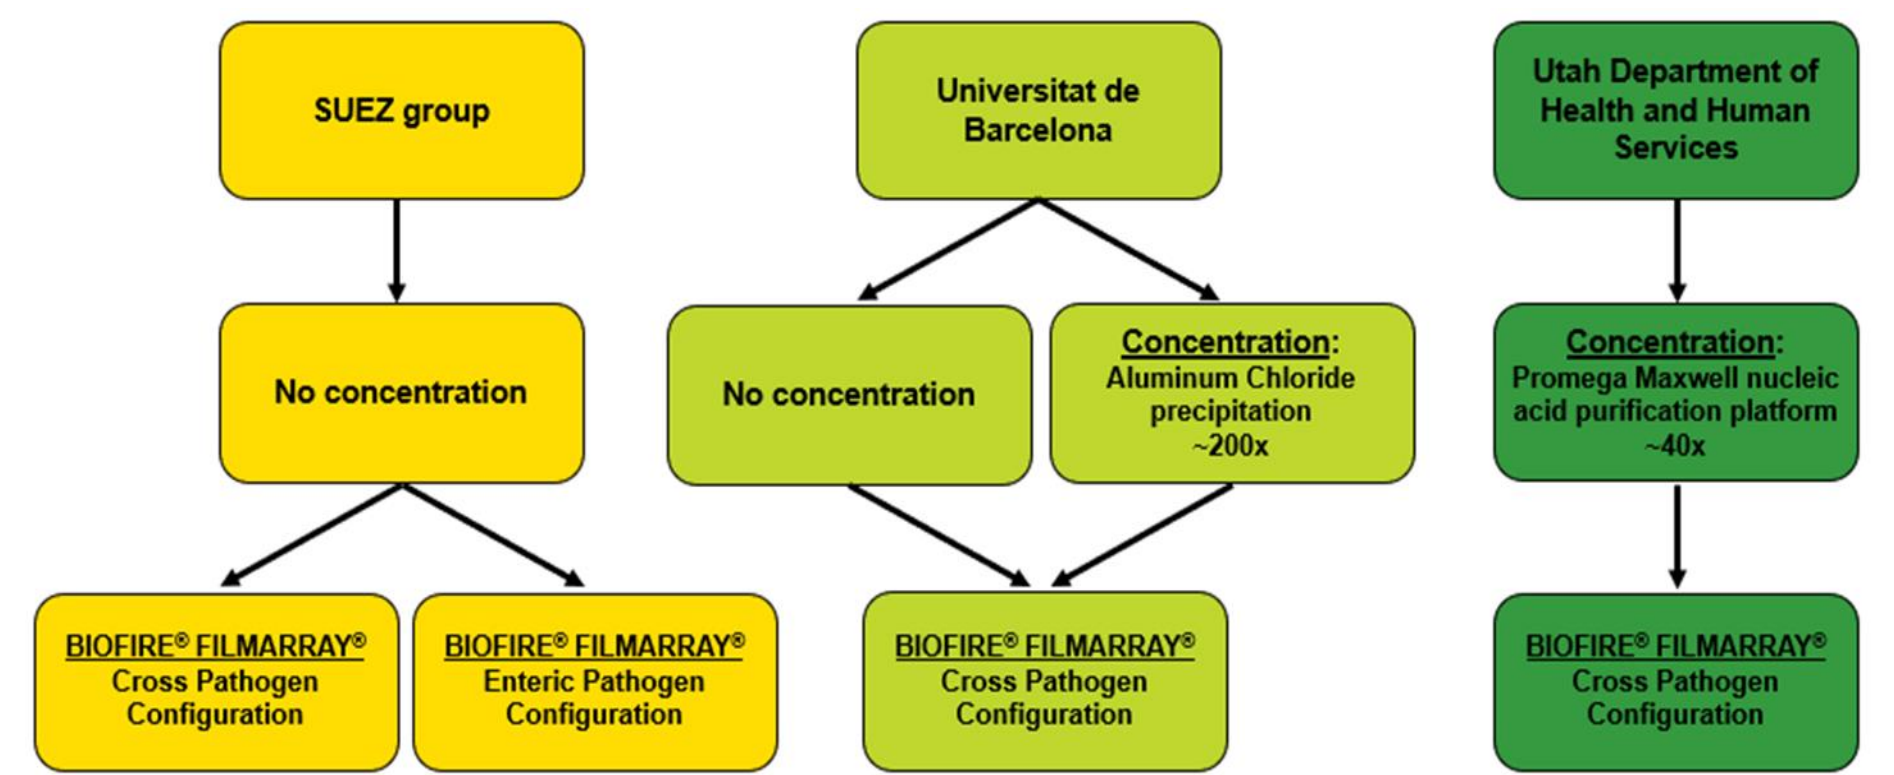 SUEZ group
Universitat de
Barcelona
Utah Department of
Health and Human
Services
No concentration
No concentration
Concentration:
Aluminum Chloride
precipitation
~200x
Concentration:
Promega Maxwell nucleic
acid purification platform
~40x
BIOFIRE® FILMARRAY®
Cross Pathogen
Configuration
BIOFIRE® FILMARRAY®
Enteric Pathogen
Configuration
BIOFIRE® FILMARRAY®
Cross Pathogen
Configuration
BIOFIRE® FILMARRAY®
Cross Pathogen
Configuration